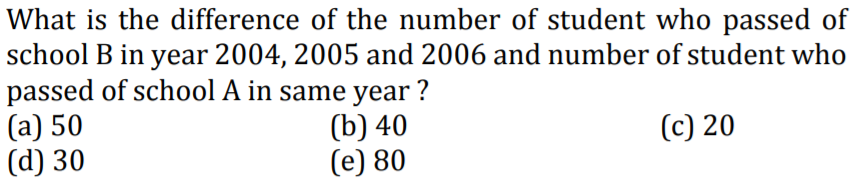 What is the difference of the number of student who passed of
school B in year 2004, 2005 and 2006 and number of student who
passed of school A in same year ?
(a) 50 (b) 40 (c) 20
(d) 30 (e) 80